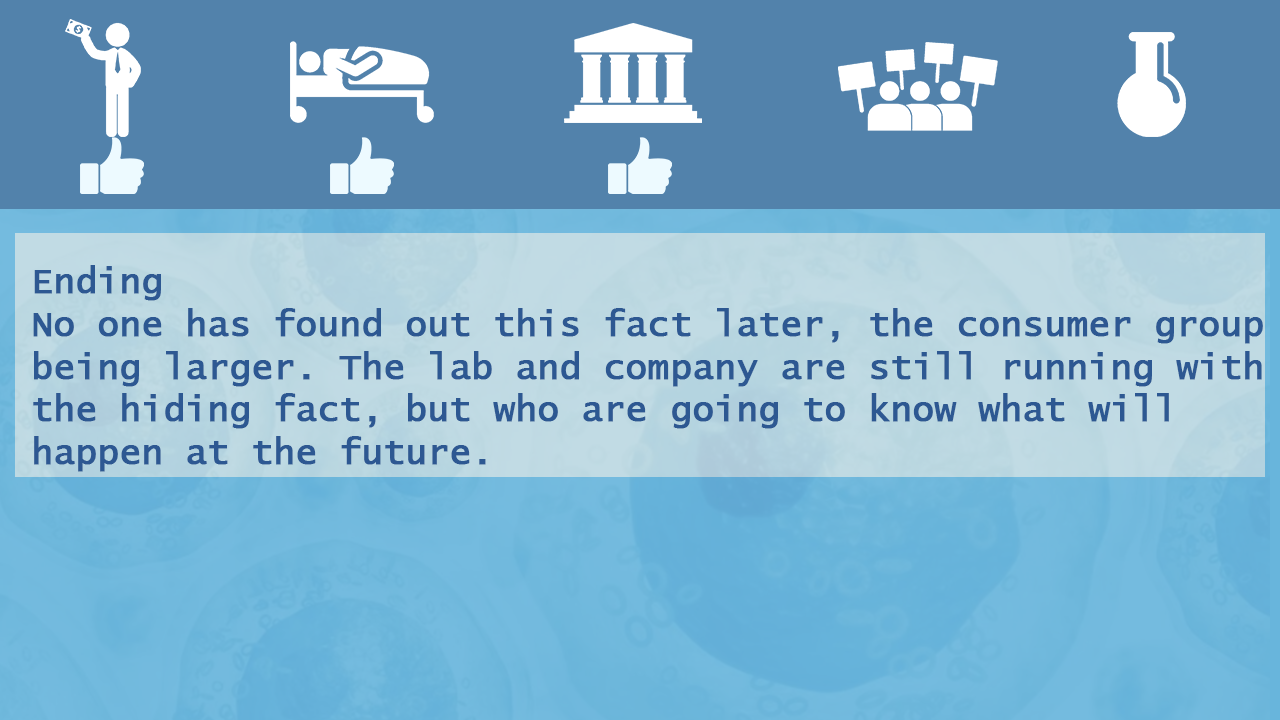 Ending
No one has found out this fact later, the consumer group
being larger. The lab and company are still running with
the hiding fact, but who are going to know what will
happen at the future.